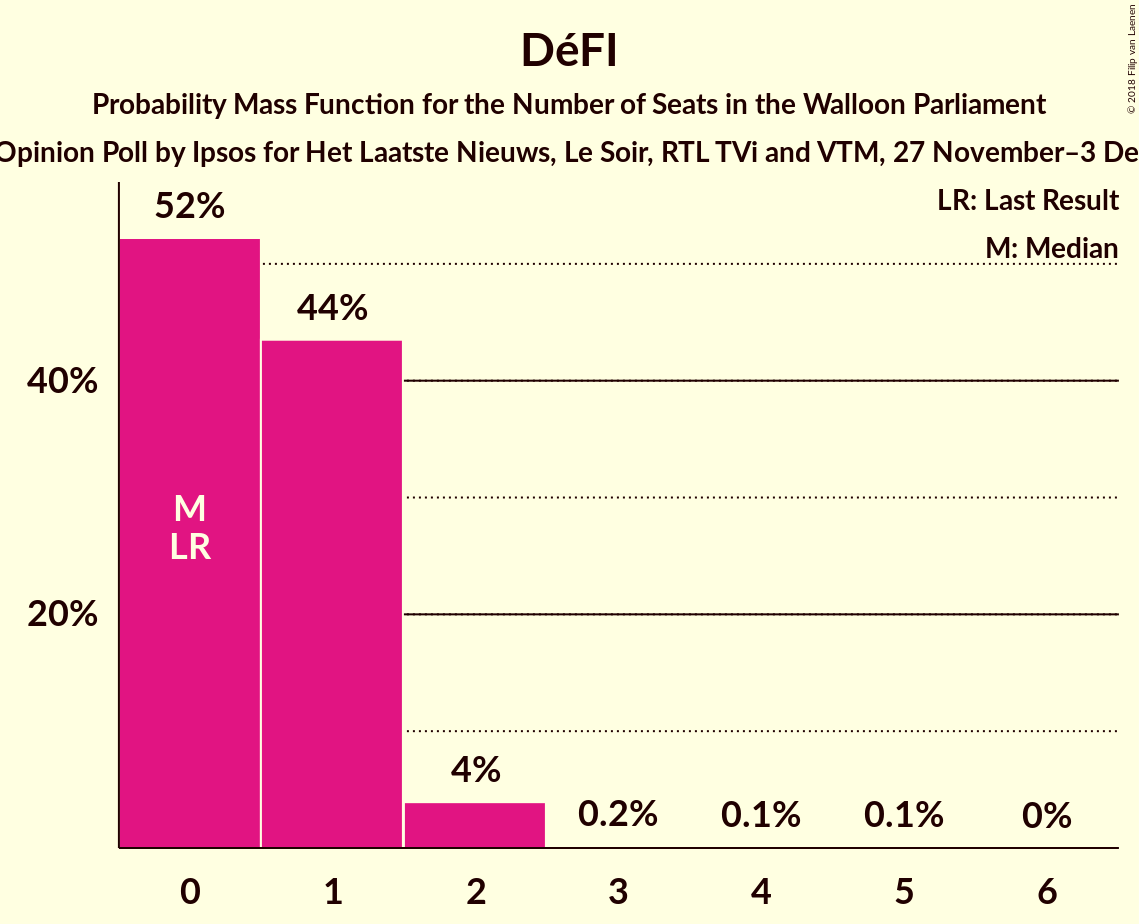 DéFI
Probability Mass Function for the Number of Seats in the Walloon Parliament
Opinion Poll by Ipsos for Het Laatste Nieuws, Le Soir, RTL TVi and VTM, 27 November–3 De
© 2018 Filip van Laenen
LR: Last Result
M: Median
52%
44%
40%
M
LR
20%
4%
0.2%
0.1%
0.1%
0%
0
1
2
3
4
5
6